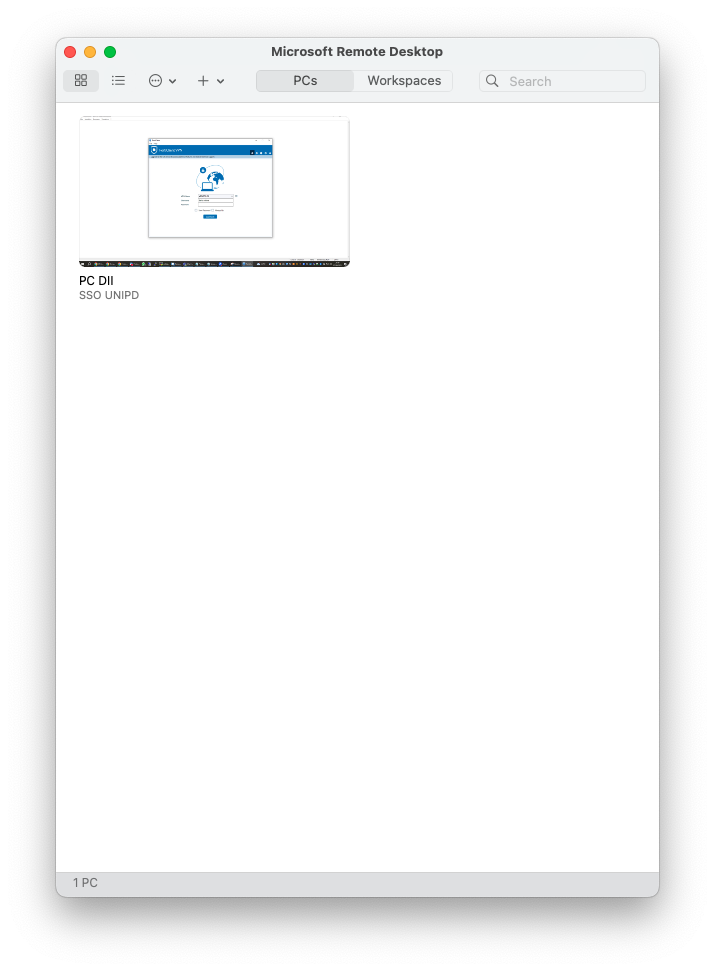 Microsoft Remote Desktop
PCs
Workspaces
Search
PC DII
SSO UNIPD
1 PC